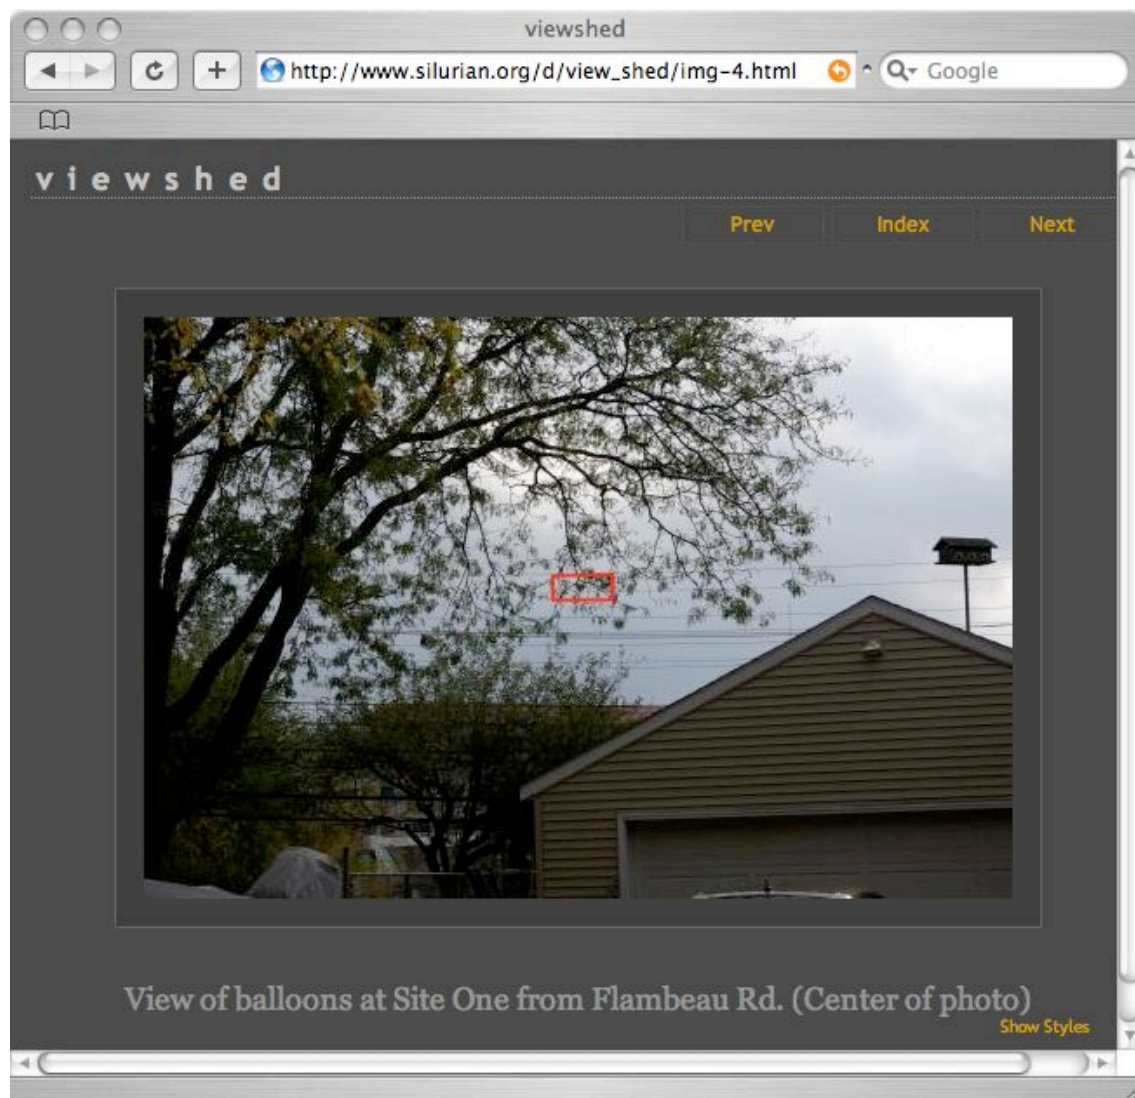 viewshed
http://www.silurian.org/d/view_shed/img-4.html
Google
viewshed
Prev Index Next
View of balloons at Site One from Flambeau Rd. (Center of photo)
Show Styles